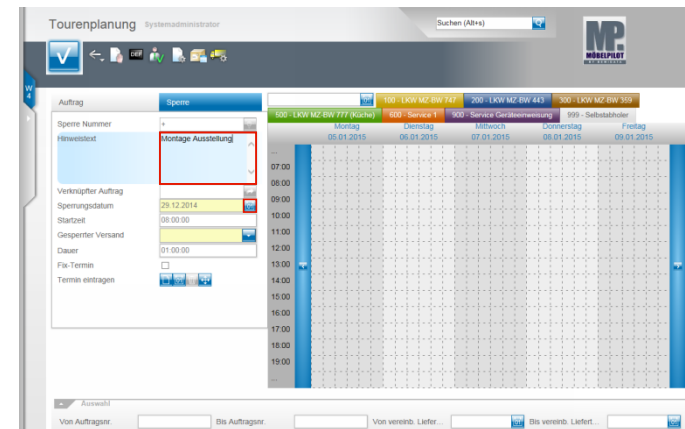 Tourenplanung Systemadministrator
Suchen (Alt+s)
MP
MÖBELPILOT
DEF
W
4
Auftrag Sperre
100 - LKW MZ-BW 747 200 - LKW MZ-BW 443 300 - LKW MZ-BW 359
500 - LKW MZ-BW 777 (Küche) 600 - Service 1 900 - Service Geräteeinweisung 999 - Selbstabholer
Montag Dienstag Mittwoch Donnerstag Freitag
05.01.2015 06.01.2015 07.01.2015 08.01.2015 09.01.2015
Sperre Nummer +
Hinweistext Montage Ausstellung
Verknüpfter Auftrag
Sperrungsdatum 29.12.2014
Startzeit 08:00:00
Gesperrter Versand
Dauer 01:00:00
Fix-Termin
Termin eintragen
...
07:00
08:00
09:00
10:00
11:00
12:00
13:00
14:00
15:00
16:00
17:00
18:00
19:00
...
- Auswahl
Von Auftragsnr. Bis Auftragsnr. Von vereinb. Liefer... Bis vereinb. Liefert...